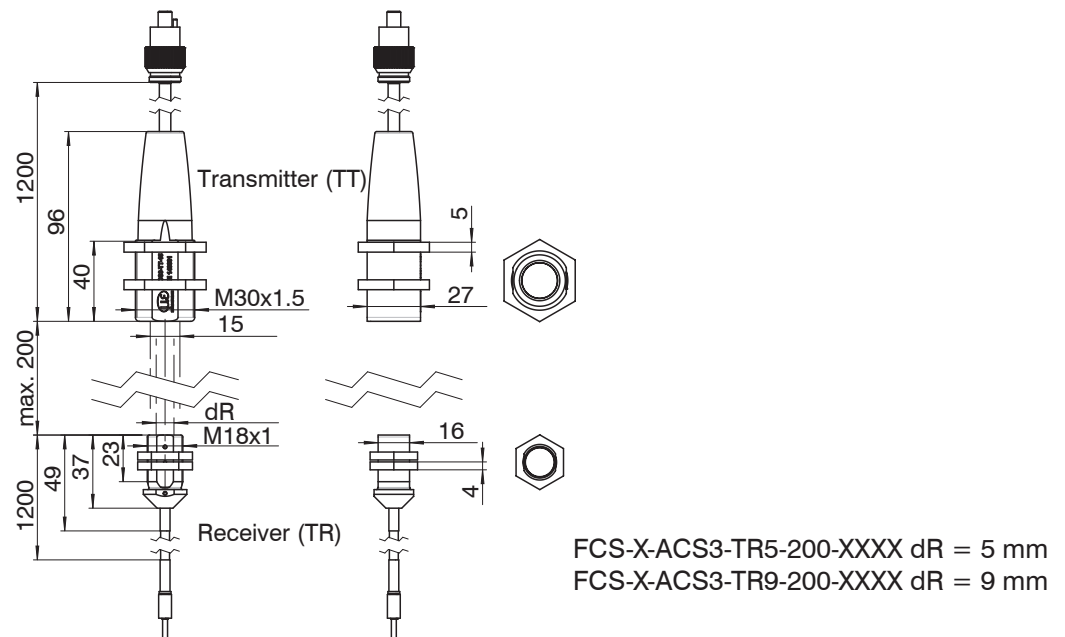 1200
96
Transmitter (TT)
5
40
M30x1.5
27
15
max. 200
dR
M18x1
16
23
37
49
1200
4
Receiver (TR)
FCS-X-ACS3-TR5-200-XXXX dR = 5 mm
FCS-X-ACS3-TR9-200-XXXX dR = 9 mm